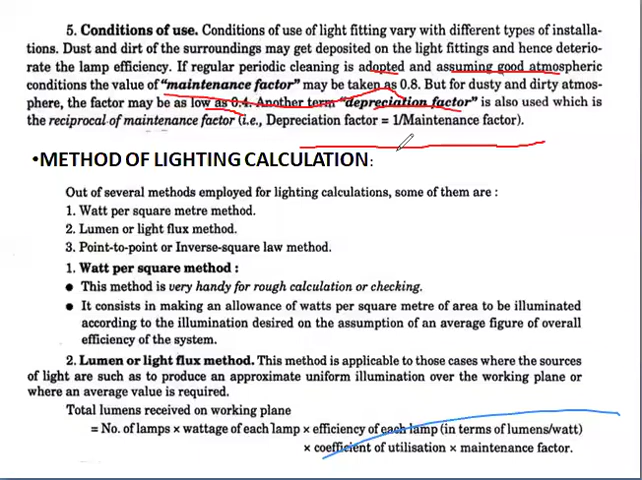 5. Conditions of use. Conditions of use of light fitting vary with different types of installa-
tions. Dust and dirt of the surroundings may get deposited on the light fittings and hence deterio-
rate the lamp efficiency. If regular periodic cleaning is adopted and assuming good atmospheric
conditions the value of “maintenance factor” may be taken as 0.8. But for dusty and dirty atmos-
phere, the factor may be as low as 0.4. Another term “depreciation factor” is also used which is
the reciprocal of maintenance factor (i.e., Depreciation factor = 1/Maintenance factor).
•METHOD OF LIGHTING CALCULATION:
Out of several methods employed for lighting calculations, some of them are :
1. Watt per square metre method.
2. Lumen or light flux method.
3. Point-to-point or Inverse-square law method.
1. Watt per square method :
• This method is very handy for rough calculation or checking.
• It consists in making an allowance of watts per square metre of area to be illuminated
according to the illumination desired on the assumption of an average figure of overall
efficiency of the system.
2. Lumen or light flux method. This method is applicable to those cases where the sources
of light are such as to produce an approximate uniform illumination over the working plane or
where an average value is required.
Total lumens received on working plane
= No. of lamps × wattage of each lamp × efficiency of each lamp (in terms of lumens/watt)
× coefficient of utilisation × maintenance factor.